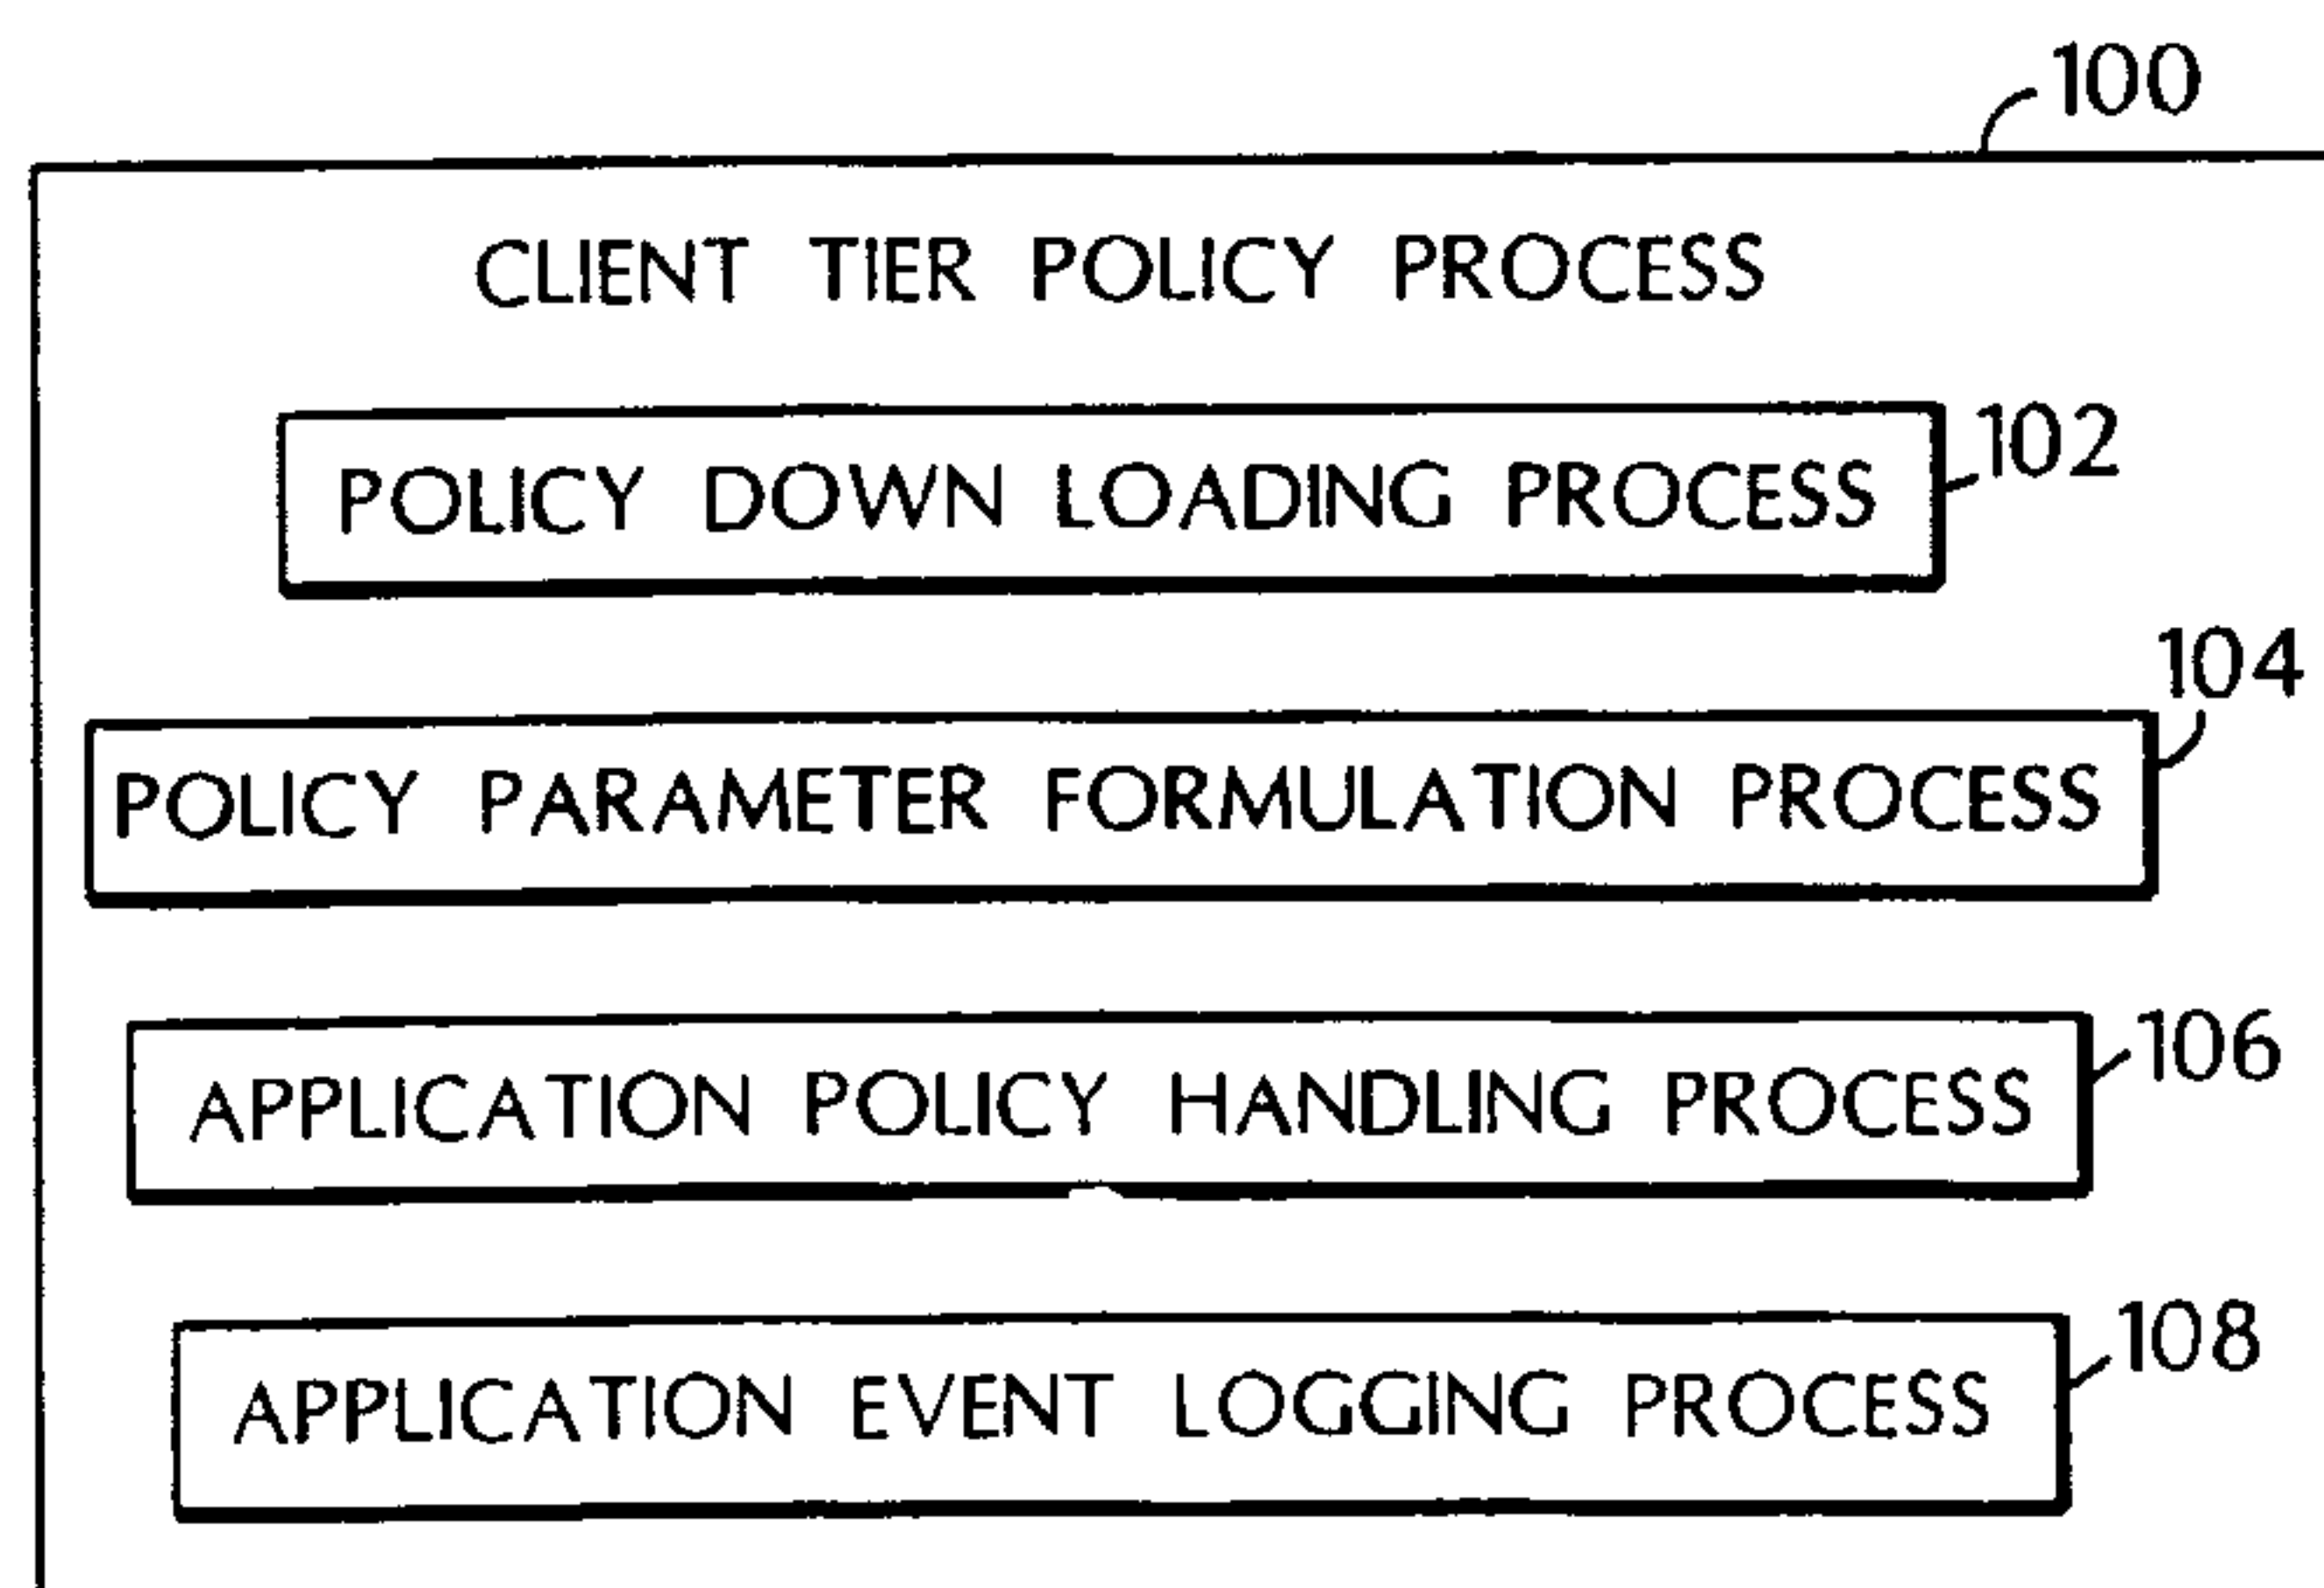 100
CLIENT TIER POLICY PROCESS
POLICY DOWN LOADING PROCESS
102
104
POLICY PARAMETER FORMULATION PROCESS
APPLICATION POLICY HANDLING PROCESS
106
APPLICATION EVENT LOGGING PROCESS
108